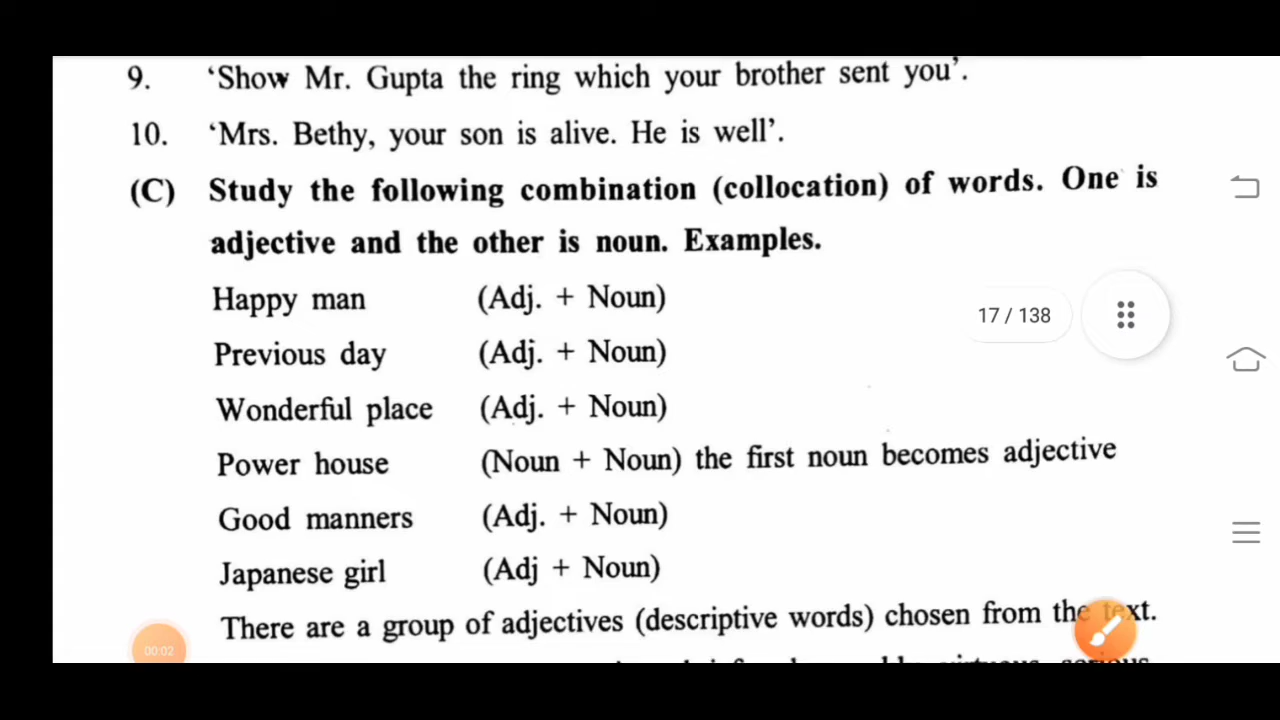 9. 'Show Mr. Gupta the ring which your brother sent you'.
10. 'Mrs. Bethy, your son is alive. He is well'.
(C) Study the following combination (collocation) of words. One is
adjective and the other is noun. Examples.
Happy man (Adj. + Noun)
Previous day (Adj. + Noun)
17 / 138
Wonderful place (Adj. + Noun)
Power house (Noun + Noun) the first noun becomes adjective
Good manners (Adj. + Noun)
Japanese girl (Adj + Noun)
There are a group of adjectives (descriptive words) chosen from the text.
00:02